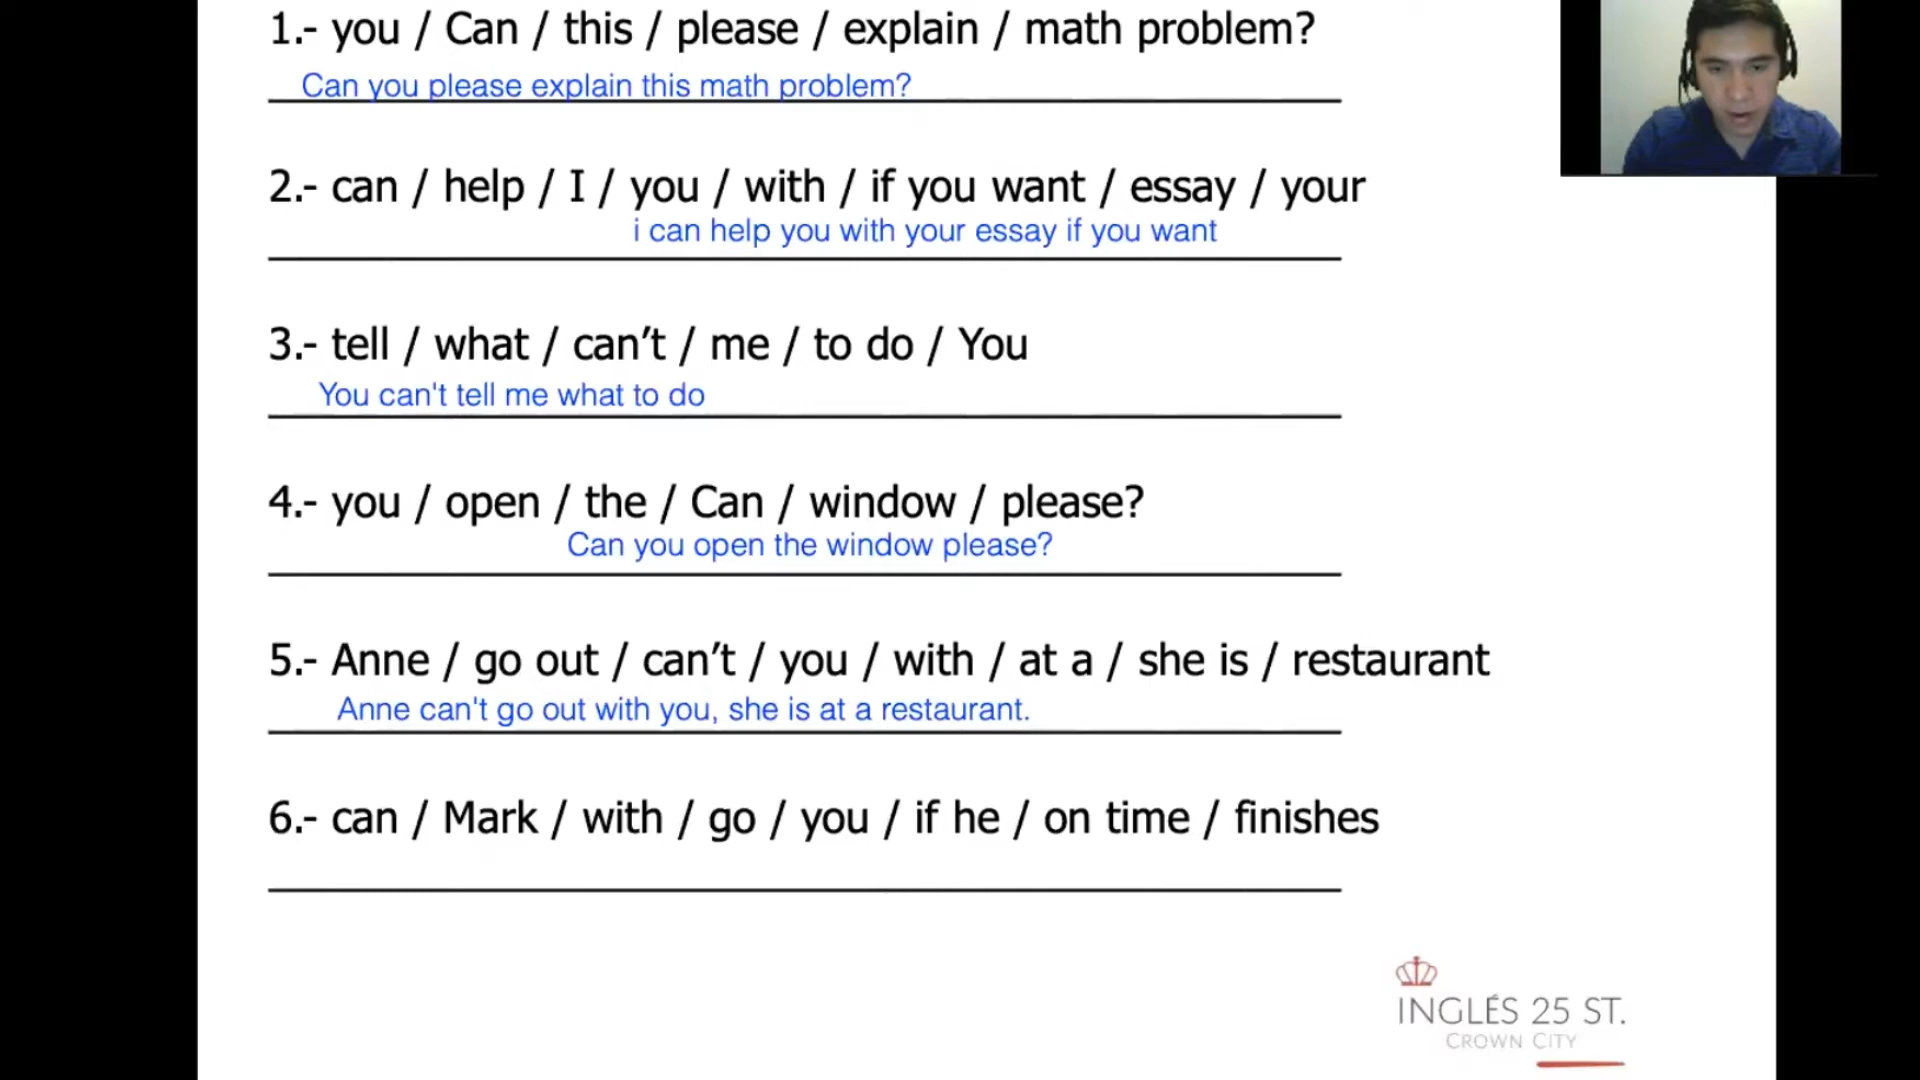 1.- you / Can / this / please / explain / math problem?
Can you please explain this math problem?
2.- can / help / I / you / with / if you want / essay / your
i can help you with your essay if you want
3.- tell / what / can’t / me / to do / You
You can't tell me what to do
4.- you / open / the / Can / window / please?
Can you open the window please?
5.- Anne / go out / can’t / you / with / at a / she is / restaurant
Anne can't go out with you, she is at a restaurant.
6.- can / Mark / with / go / you / if he / on time / finishes
INGLÉS 25 ST.
CROWN CITY